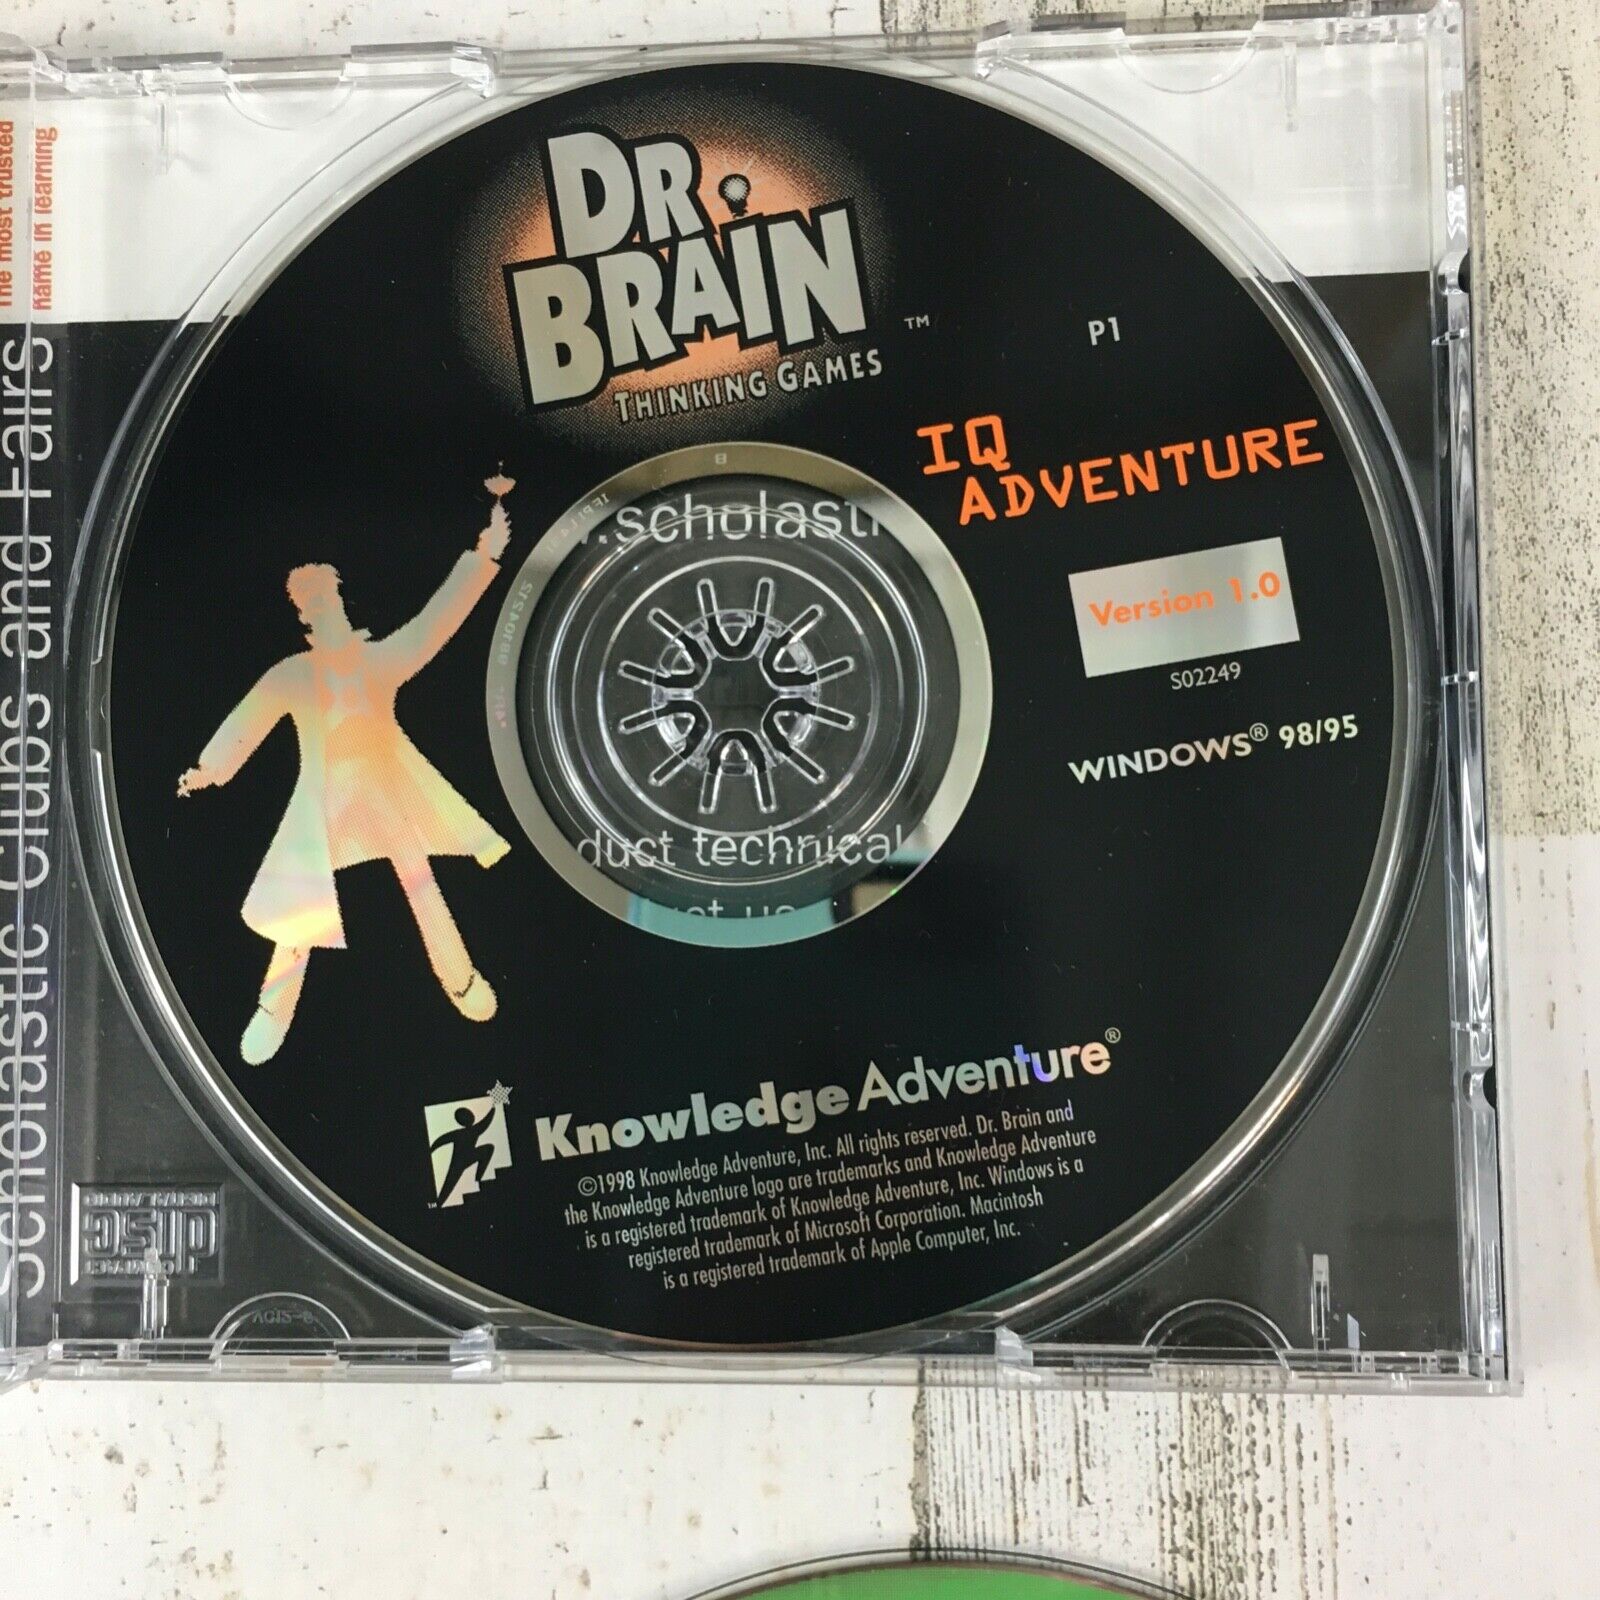 The most trusted
name in learning
Scholastic Clubs and Fairs
DR.
BRAIN
THINKING GAMES
™
P1
IQ
ADVENTURE
Version 1.0
S02249
WINDOWS® 98/95
.scholasti
duct technical
Knowledge Adventure®
™
©1998 Knowledge Adventure, Inc. All rights reserved. Dr. Brain and
the Knowledge Adventure logo are trademarks and Knowledge Adventure
is a registered trademark of Knowledge Adventure, Inc. Windows is a
registered trademark of Microsoft Corporation. Macintosh
is a registered trademark of Apple Computer, Inc.
disc